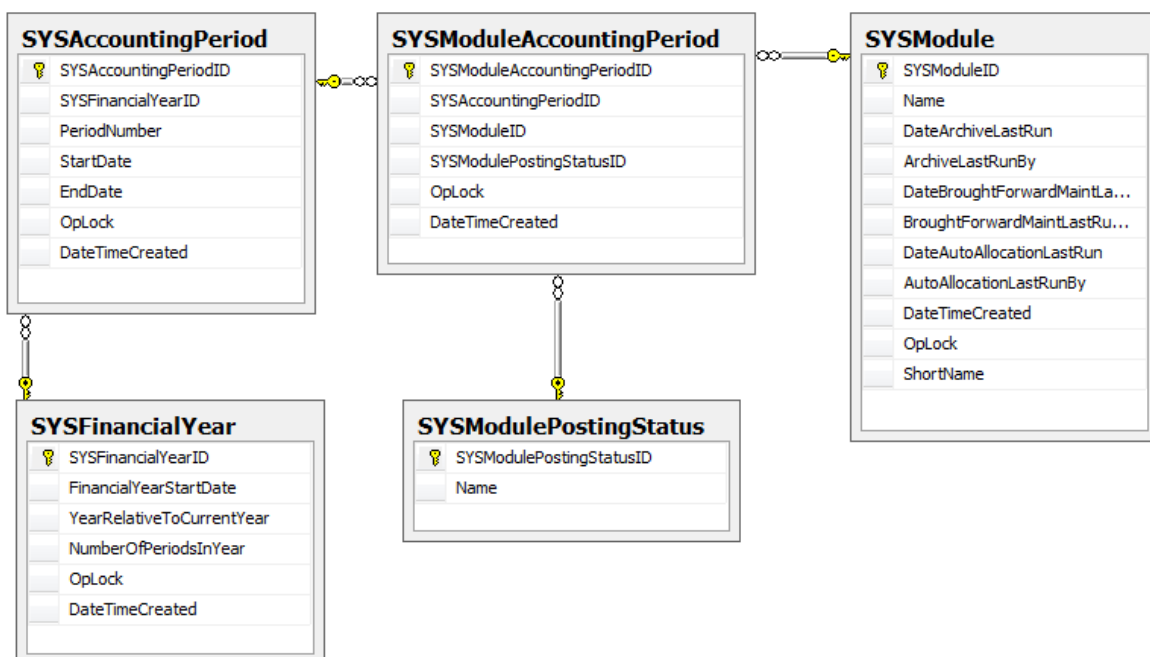 SYSAccountingPeriod
SYSAccountingPeriodID
SYSFinancialYearID
PeriodNumber
StartDate
EndDate
OpLock
DateTimeCreated
SYSModuleAccountingPeriod
SYSModuleAccountingPeriodID
SYSAccountingPeriodID
SYSModuleID
SYSModulePostingStatusID
OpLock
DateTimeCreated
SYSModule
SYSModuleID
Name
DateArchiveLastRun
ArchiveLastRunBy
DateBroughtForwardMaintLa...
BroughtForwardMaintLastRu...
DateAutoAllocationLastRun
AutoAllocationLastRunBy
DateTimeCreated
OpLock
ShortName
SYSFinancialYear
SYSFinancialYearID
FinancialYearStartDate
YearRelativeToCurrentYear
NumberOfPeriodsInYear
OpLock
DateTimeCreated
SYSModulePostingStatus
SYSModulePostingStatusID
Name